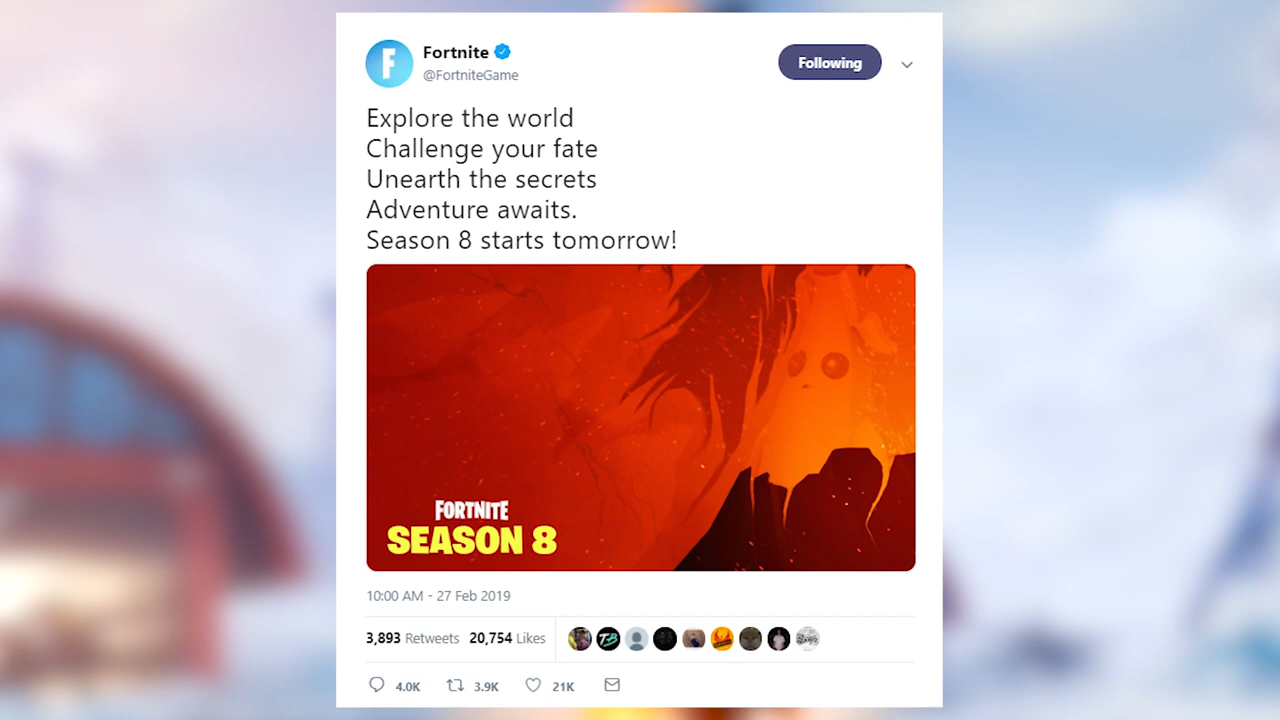 Fortnite
@FortniteGame
Following
Explore the world
Challenge your fate
Unearth the secrets
Adventure awaits.
Season 8 starts tomorrow!
FORTNITE
SEASON 8
10:00 AM - 27 Feb 2019
3,893 Retweets 20,754 Likes
4.0K 3.9K 21K